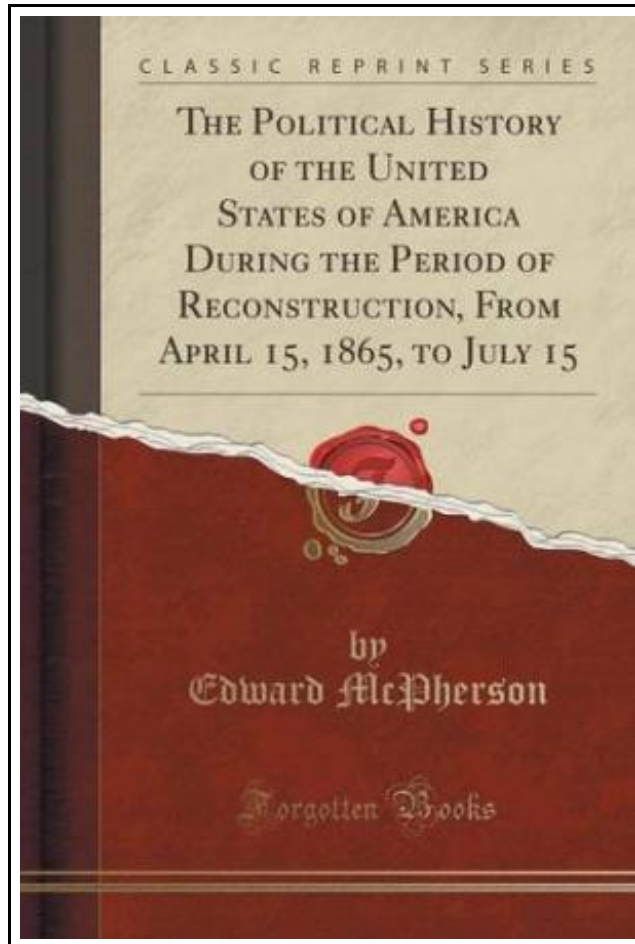 CLASSIC REPRINT SERIES
THE POLITICAL HISTORY
OF THE UNITED
STATES OF AMERICA
DURING THE PERIOD OF
RECONSTRUCTION, FROM
APRIL 15, 1865, TO JULY 15
by
Edward McPherson
Forgotten Books